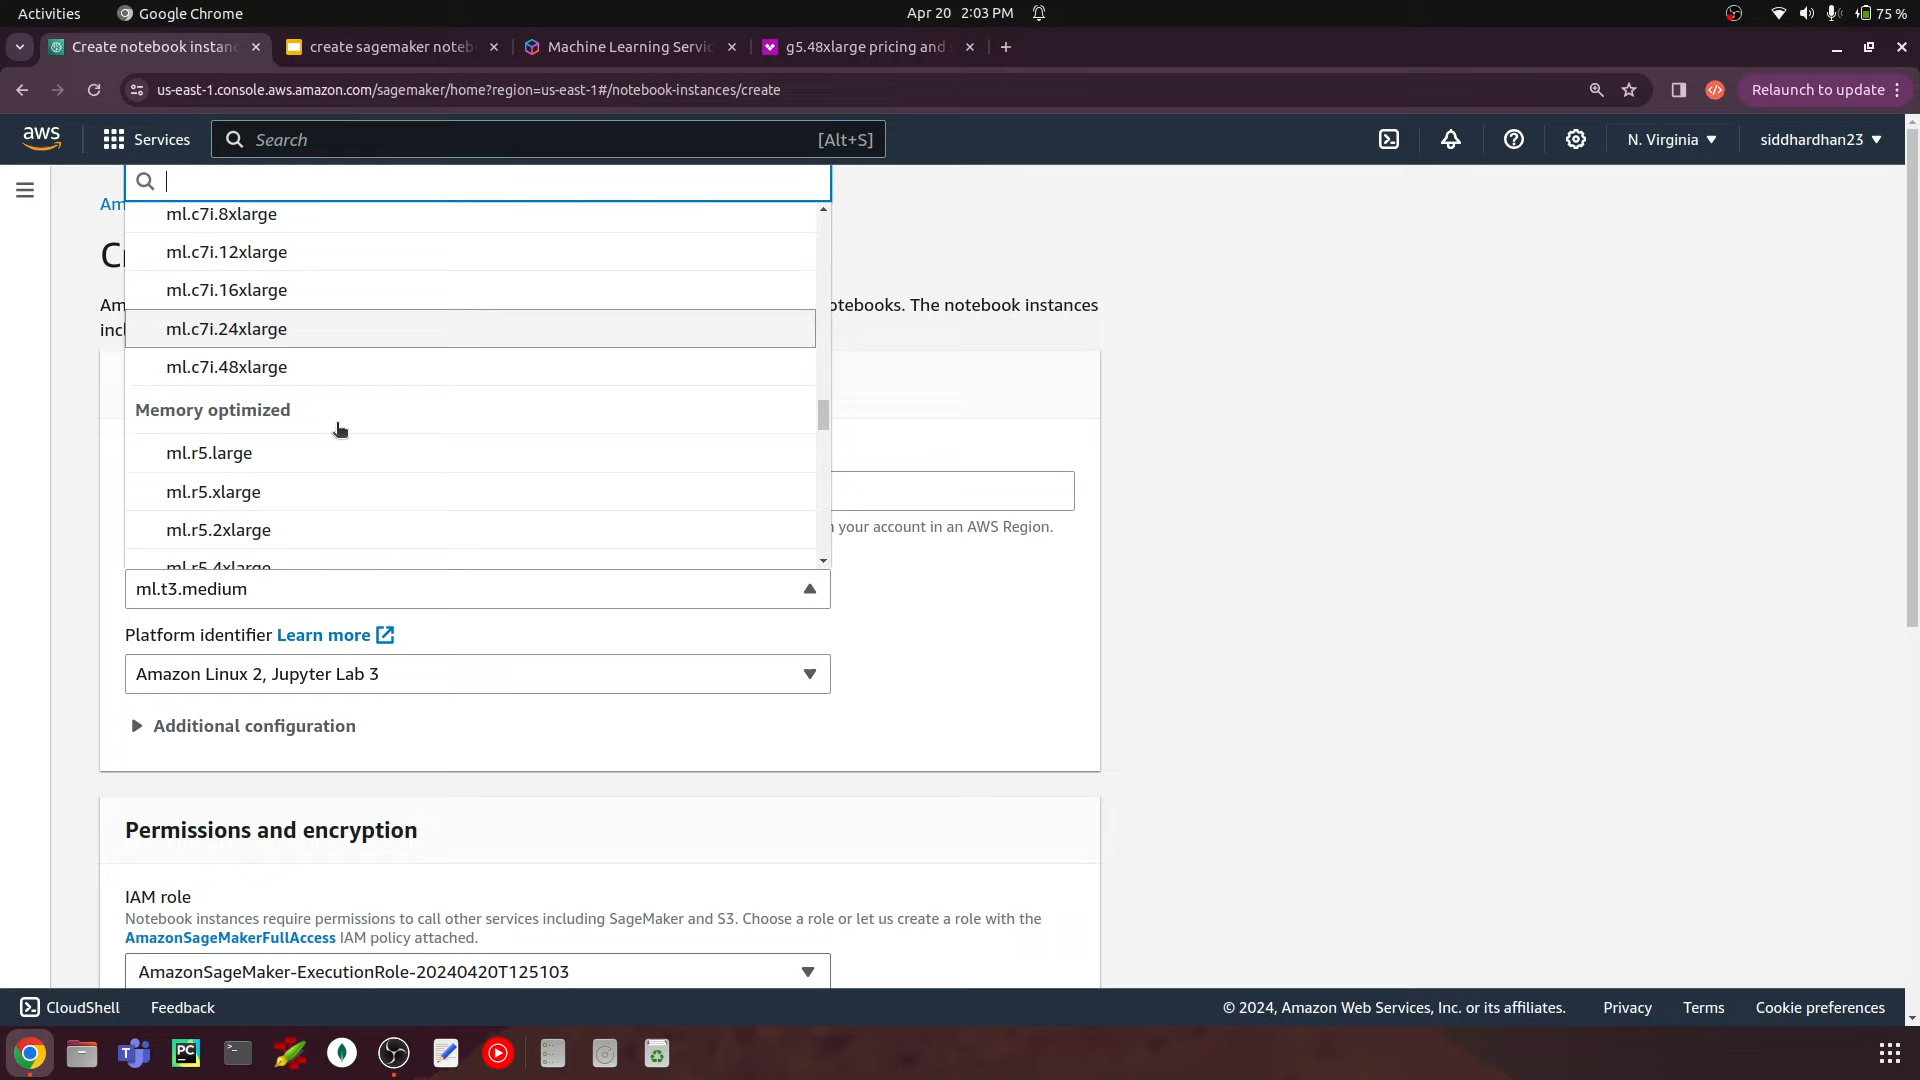 Activities
Google Chrome
Apr 20 2:03 PM
75 %
Create notebook instan
create sagemaker noteb
Machine Learning Servic
g5.48xlarge pricing and
us-east-1.console.aws.amazon.com/sagemaker/home?region=us-east-1#/notebook-instances/create
Relaunch to update
aws
Services
Search
[Alt+S]
N. Virginia
siddhardhan23
Am
ml.c7i.8xlarge
ml.c7i.12xlarge
ml.c7i.16xlarge
Am
otebooks. The notebook instances
incl
ml.c7i.24xlarge
ml.c7i.48xlarge
Memory optimized
ml.r5.large
ml.r5.xlarge
your account in an AWS Region.
ml.r5.2xlarge
ml.r5.4xlarge
ml.t3.medium
Platform identifier Learn more
Amazon Linux 2, Jupyter Lab 3
Additional configuration
Permissions and encryption
IAM role
Notebook instances require permissions to call other services including SageMaker and S3. Choose a role or let us create a role with the
AmazonSageMakerFullAccess IAM policy attached.
AmazonSageMaker-ExecutionRole-20240420T125103
CloudShell
Feedback
© 2024, Amazon Web Services, Inc. or its affiliates.
Privacy
Terms
Cookie preferences